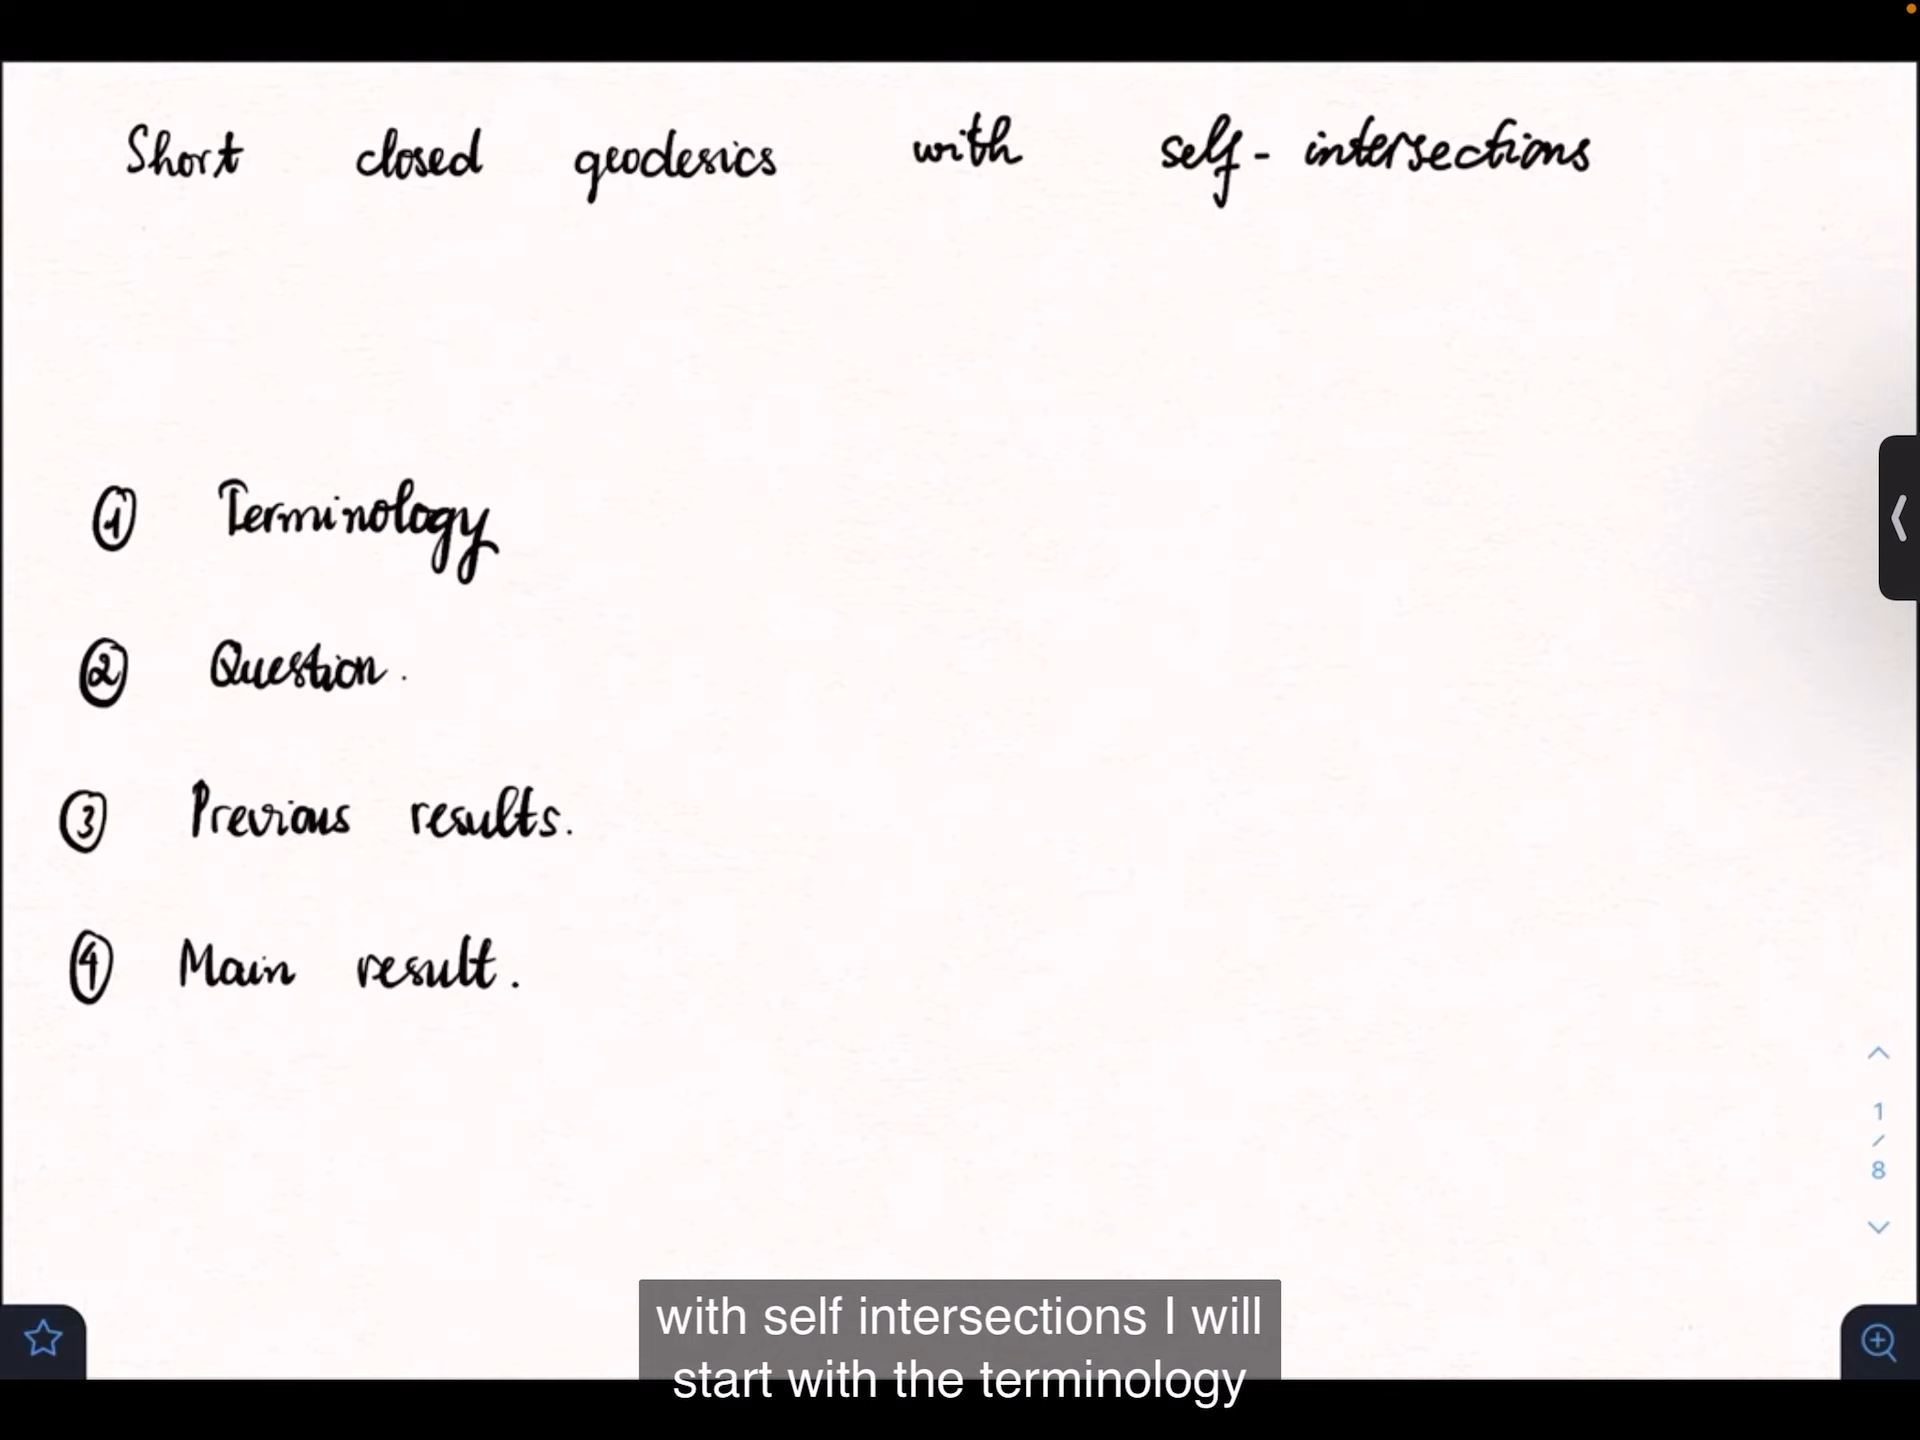 Short closed geodesics with self-intersections
① Terminology
② Question.
③ Previous results.
④ Main result.
1
/
8
with self intersections I will
start with the terminology